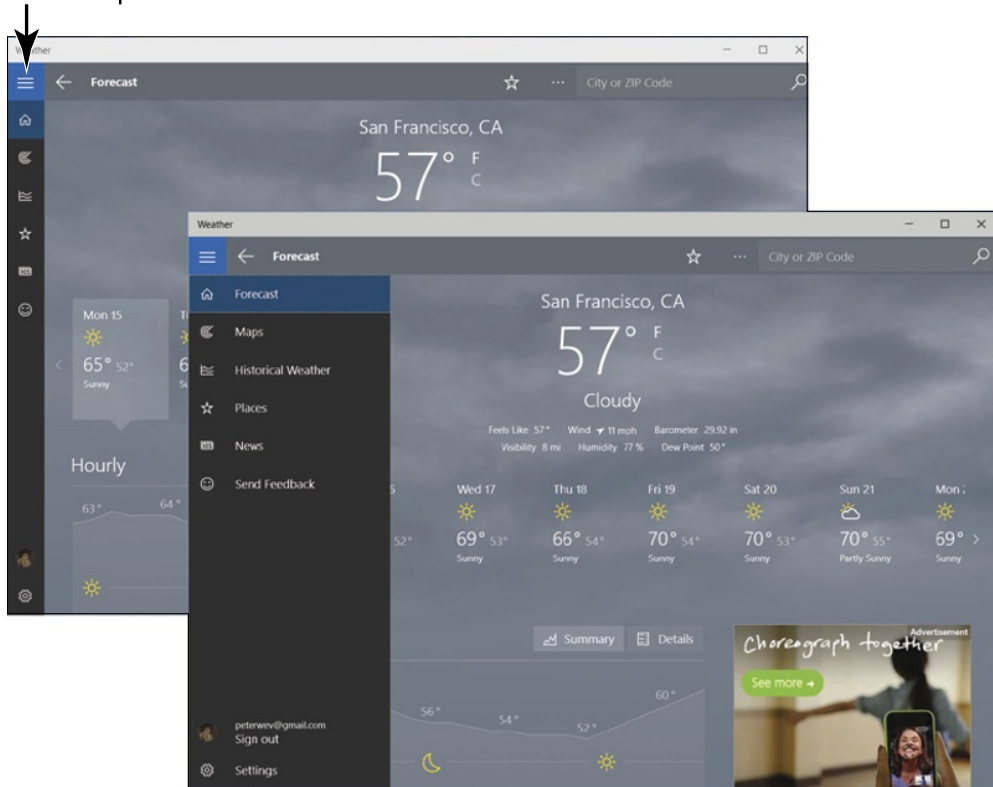 Weather
Forecast
City or ZIP Code
San Francisco, CA
57° F
C
Mon 15
65° 52°
Sunny
Hourly
63° 64°
Weather
Forecast
City or ZIP Code
Forecast
Maps
Historical Weather
Places
News
Send Feedback
peterwev@gmail.com
Sign out
Settings
San Francisco, CA
57° F
C
Cloudy
Feels Like 57° Wind 11 mph Barometer 29.92 in
Visibility 8 mi Humidity 77 % Dew Point 50°
Wed 17 Thu 18 Fri 19 Sat 20 Sun 21 Mon
52° 69° 53° 66° 54° 70° 54° 70° 53° 70° 55° 69°
Sunny Sunny Sunny Sunny Partly Sunny Sunny
Summary Details
56° 54° 52° 60°
Advertisement
Choreograph together
See more